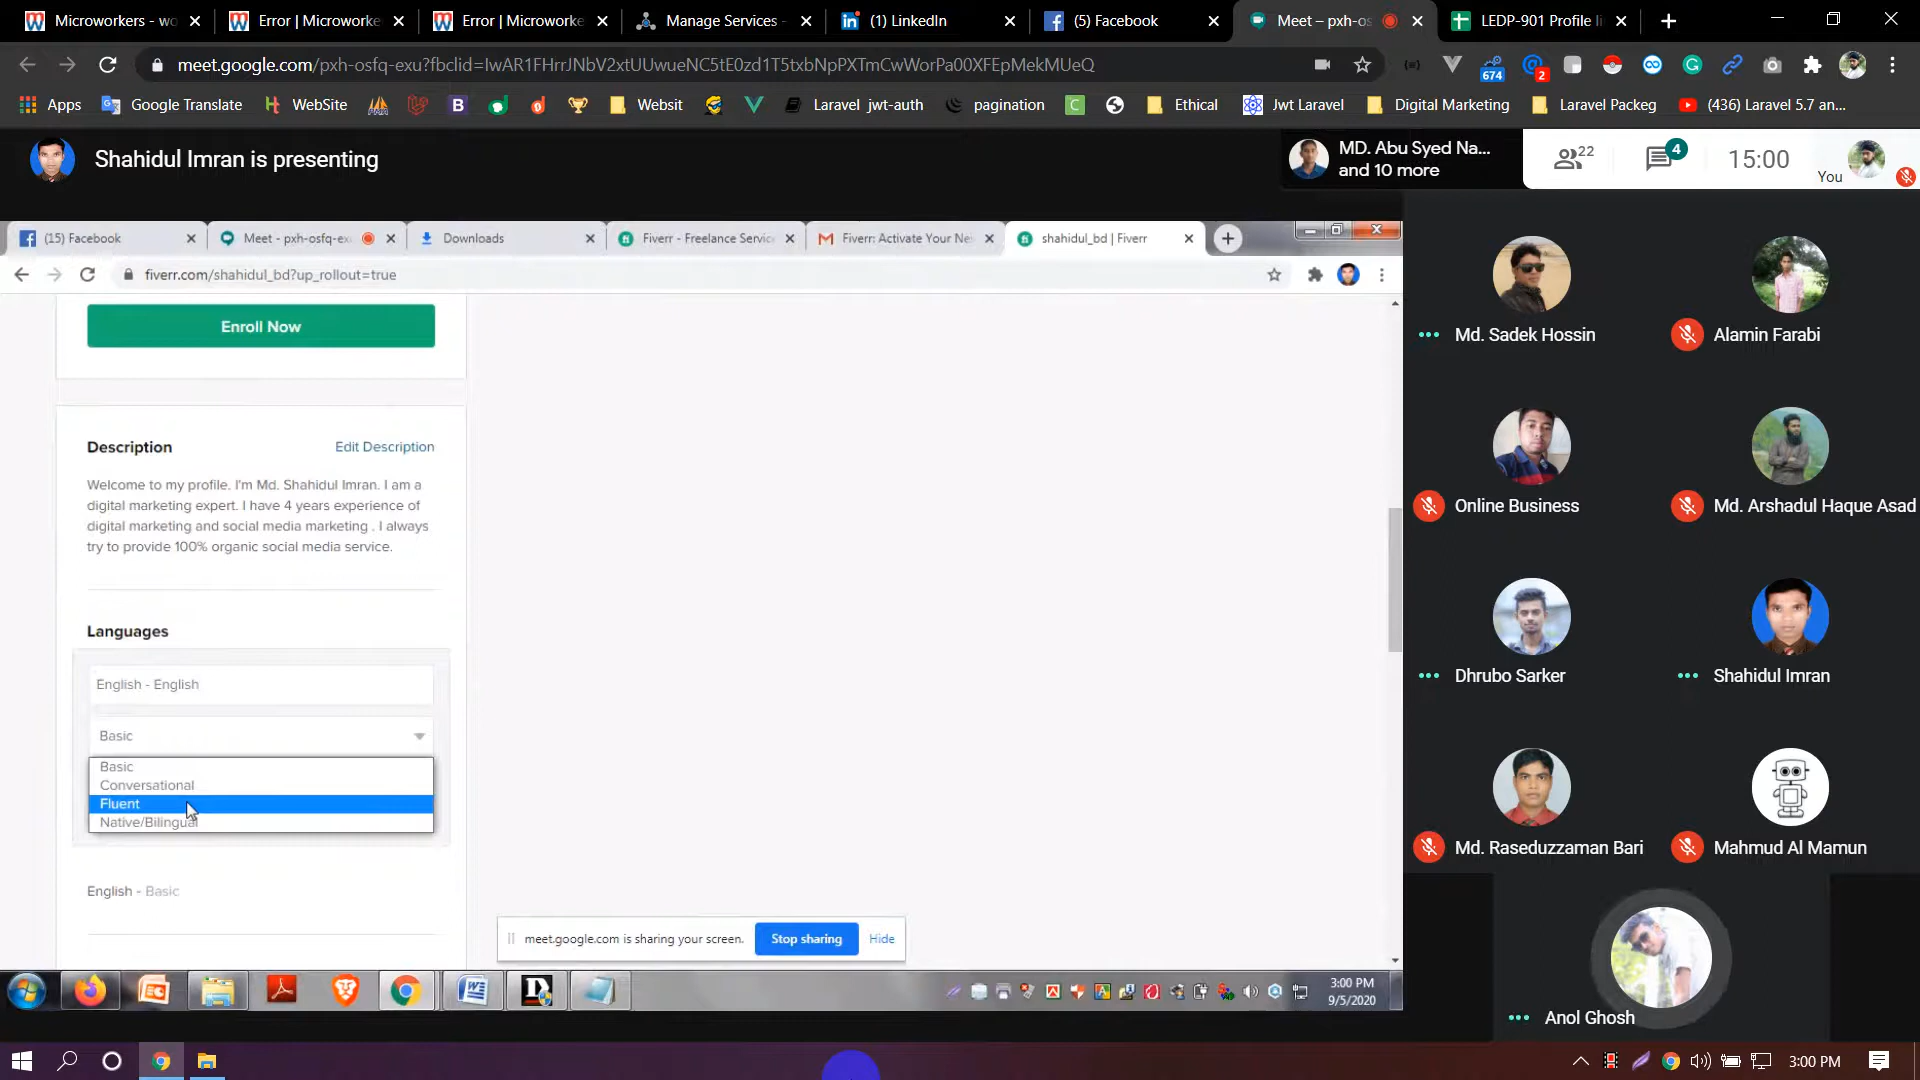 Microworkers - wo
Error | Microworke
Error | Microworke
Manage Services -
(1) LinkedIn
(5) Facebook
Meet – pxh-os
LEDP-901 Profile li
meet.google.com/pxh-osfq-exu?fbclid=IwAR1FHrrJNbV2xtUUwueNC5tE0zd1T5txbNpPXTmCwWorPa00XFEpMekMUeQ
674
2
Apps
Google Translate
WebSite
Websit
Laravel jwt-auth
pagination
Ethical
Jwt Laravel
Digital Marketing
Laravel Packeg
(436) Laravel 5.7 an...
Shahidul Imran is presenting
MD. Abu Syed Na...
and 10 more
22
4
15:00
You
(15) Facebook
Meet - pxh-osfq-ex
Downloads
Fiverr - Freelance Servic
Fiverr: Activate Your Ne
shahidul_bd | Fiverr
fiverr.com/shahidul_bd?up_rollout=true
Enroll Now
Description
Edit Description
Welcome to my profile. I'm Md. Shahidul Imran. I am a
digital marketing expert. I have 4 years experience of
digital marketing and social media marketing . I always
try to provide 100% organic social media service.
Languages
English - English
Basic
Basic
Conversational
Fluent
Native/Bilingual
English - Basic
meet.google.com is sharing your screen.
Stop sharing
Hide
3:00 PM
9/5/2020
Md. Sadek Hossin
Alamin Farabi
Online Business
Md. Arshadul Haque Asad
Dhrubo Sarker
Shahidul Imran
Md. Raseduzzaman Bari
Mahmud Al Mamun
Anol Ghosh
3:00 PM